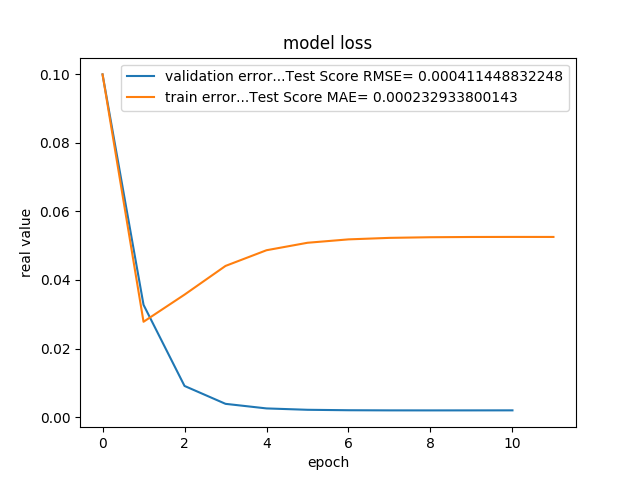 model loss
validation error...Test Score RMSE= 0.000411448832248
train error...Test Score MAE= 0.000232933800143
real value
0.10
0.08
0.06
0.04
0.02
0.00
0 2 4 6 8 10
epoch